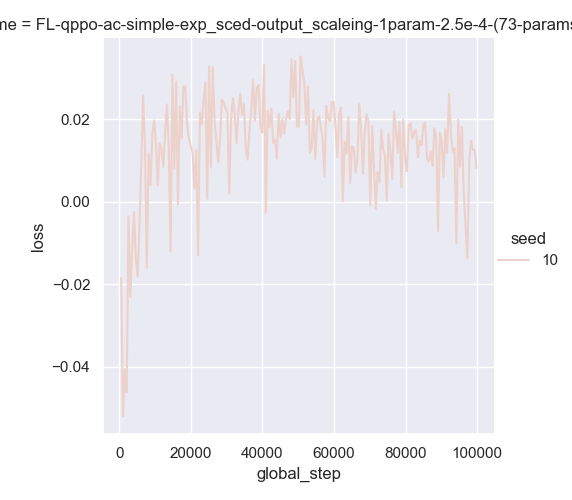 me = FL-qppo-ac-simple-exp_sced-output_scaleing-1param-2.5e-4-(73-params
0.02
0.00
−0.02
−0.04
loss
0 20000 40000 60000 80000 100000
global_step
seed
10